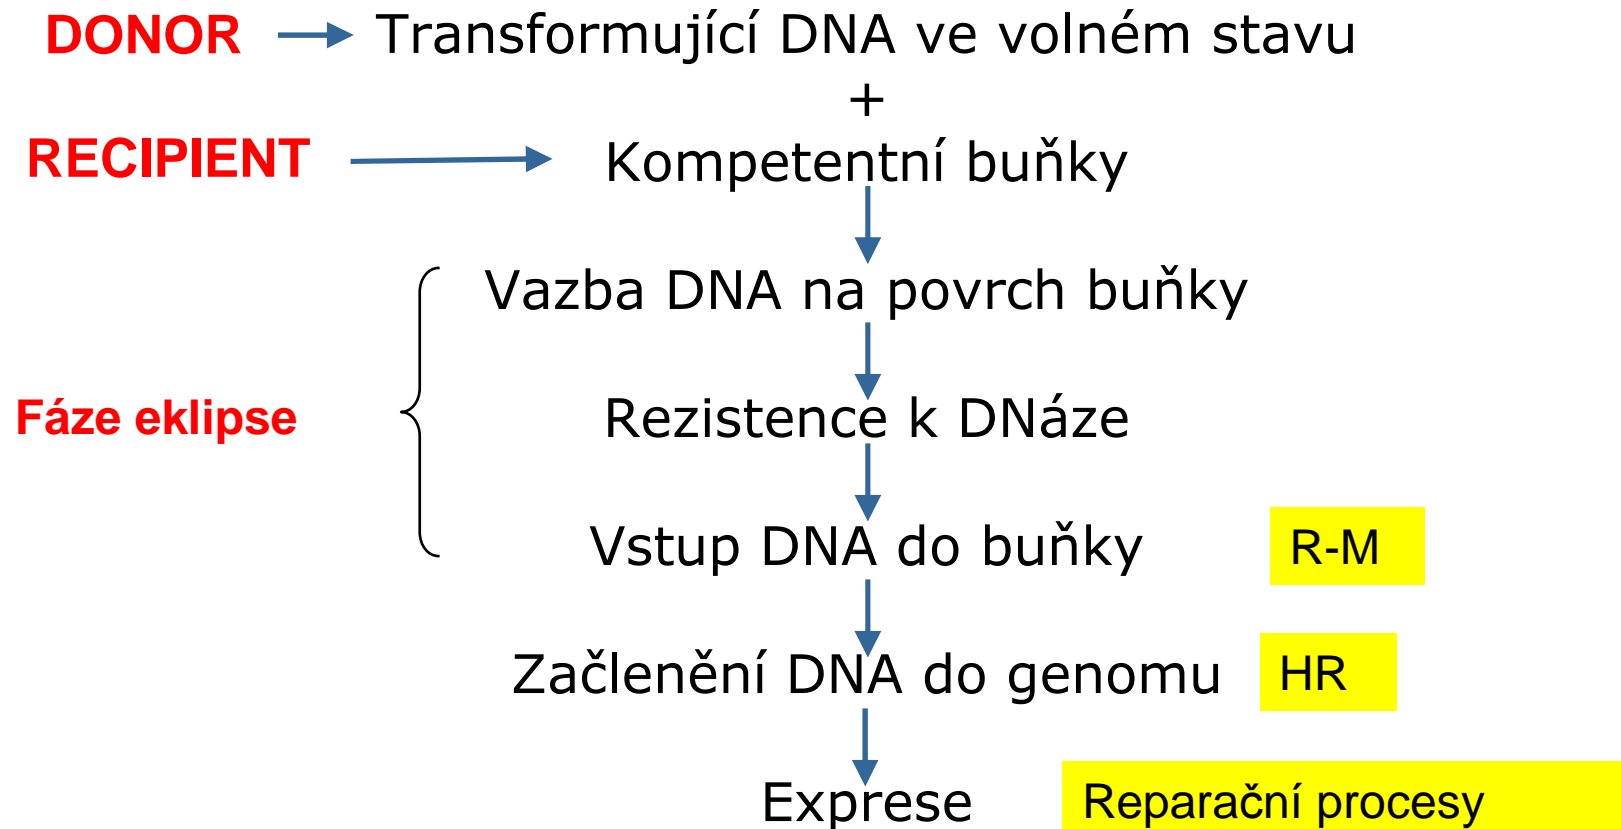 DONOR Transformující DNA ve volném stavu
+
RECIPIENT Kompetentní buňky
Vazba DNA na povrch buňky
Fáze eklipse Rezistence k DNáze
Vstup DNA do buňky R-M
Začlenění DNA do genomu HR
Exprese Reparační procesy